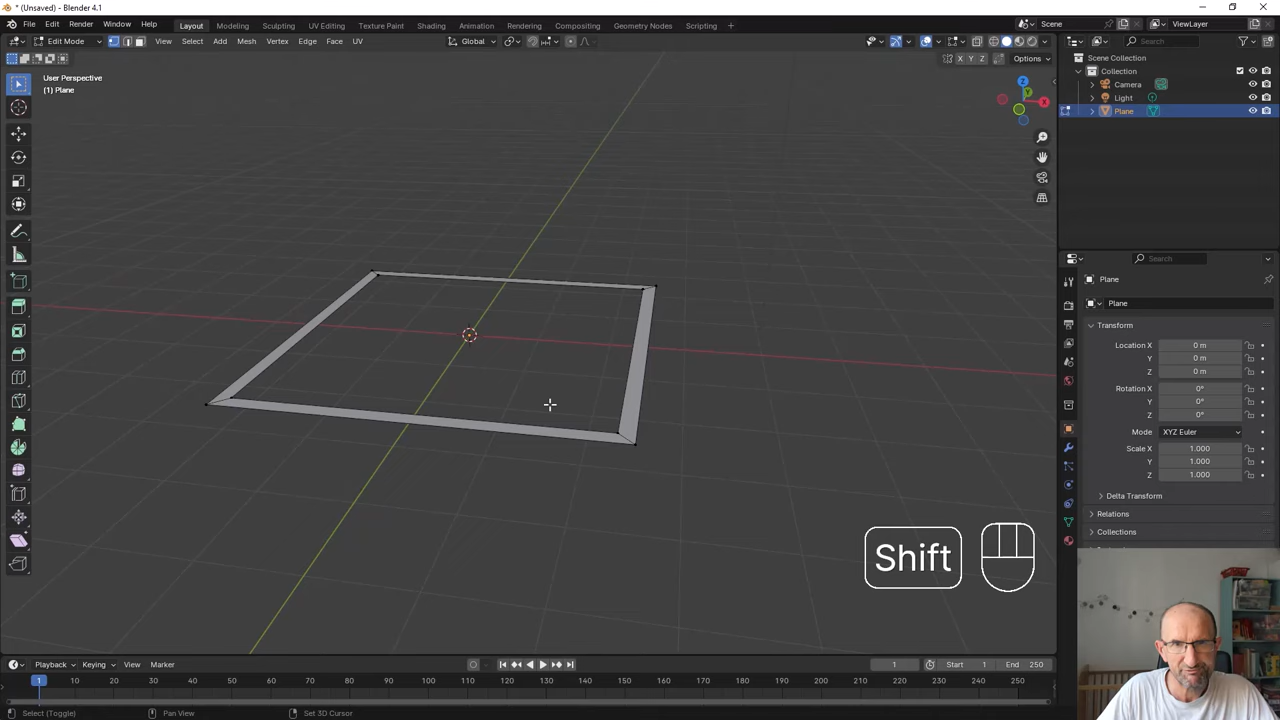 * (Unsaved) - Blender 4.1
File Edit Render Window Help
Layout Modeling Sculpting UV Editing Texture Paint Shading Animation Rendering Compositing Geometry Nodes Scripting
Scene
ViewLayer
Edit Mode View Select Add Mesh Vertex Edge Face UV
Global
Search
X Y Z
Options
User Perspective
(1) Plane
Z
Y
X
Scene Collection
Collection
Camera
Light
Plane
Search
Plane
Plane
Transform
Location X 0 m
Y 0 m
Z 0 m
Rotation X 0°
Y 0°
Z 0°
Mode XYZ Euler
Scale X 1.000
Y 1.000
Z 1.000
Delta Transform
Relations
Collections
Shift
Playback Keying View Marker
1
Start 1
End 250
1 10 20 30 40 50 60 70 80 90 100 110 120 130 140 150 160 170 180 190 200 210 220 230 240 250
Select (Toggle)
Pan View
Set 3D Cursor